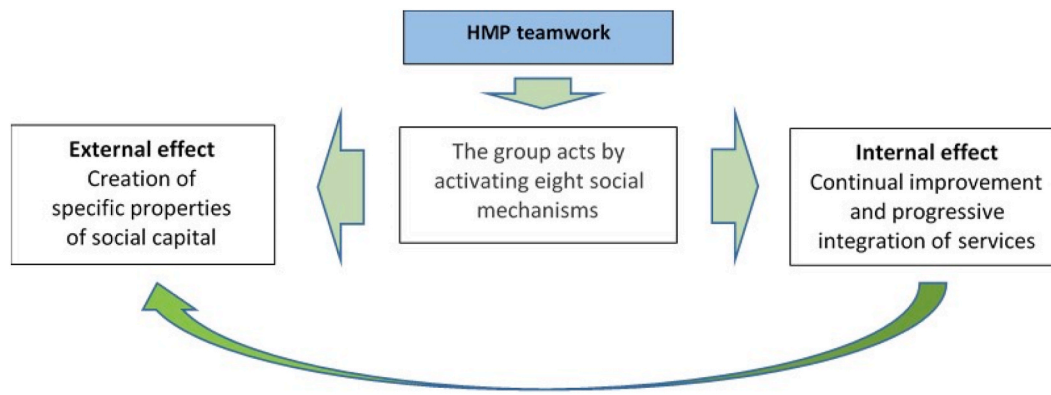 HMP teamwork
External effect
Creation of
specific properties
of social capital
The group acts by
activating eight social
mechanisms
Internal effect
Continual improvement
and progressive
integration of services